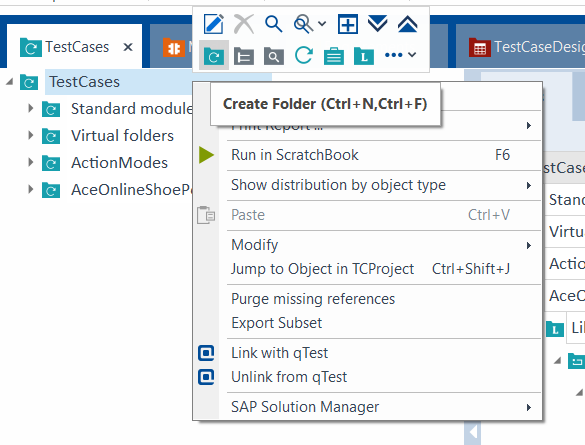 TestCases
TestCaseDesig
TestCases
Standard module
Virtual folders
ActionModes
AceOnlineShoePo
Create Folder (Ctrl+N,Ctrl+F)
Print Report ...
Run in ScratchBook F6
Show distribution by object type
Paste Ctrl+V
Modify
Jump to Object in TCProject Ctrl+Shift+J
Purge missing references
Export Subset
Link with qTest
Unlink from qTest
SAP Solution Manager
stCase
Stand
Virtu
Actio
AceO
L Li